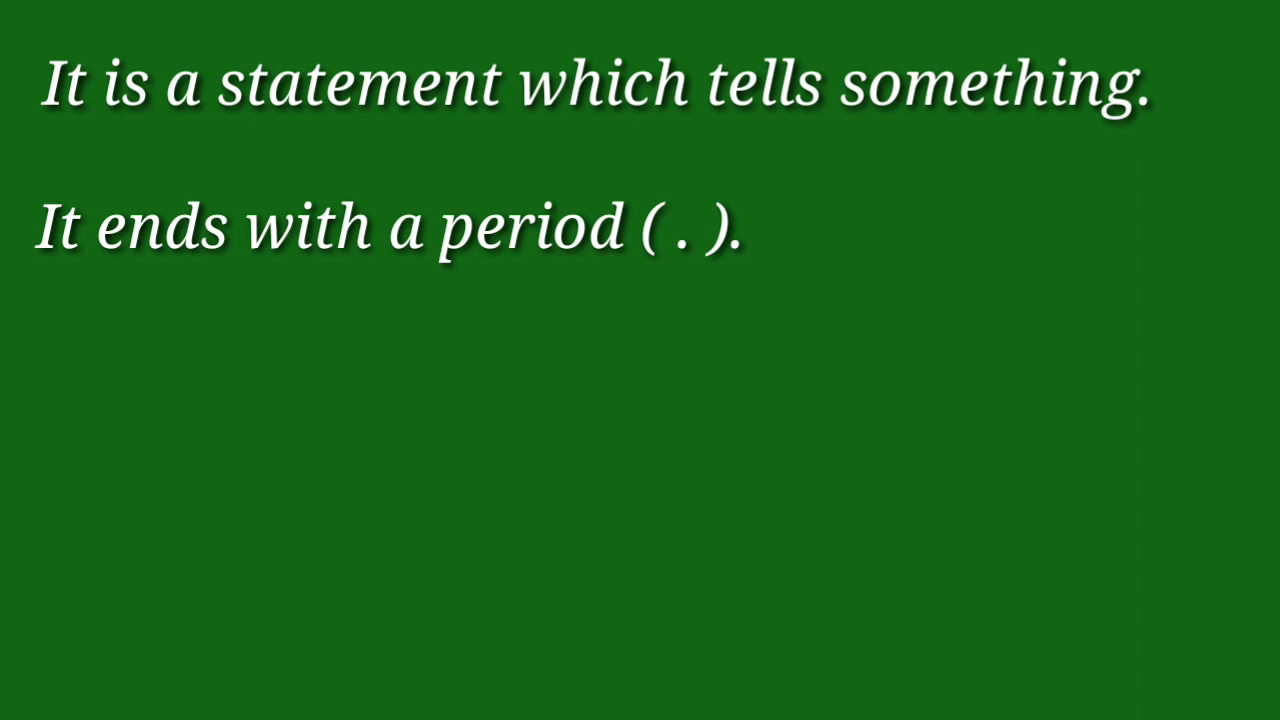 It is a statement which tells something.
It ends with a period ( . ).